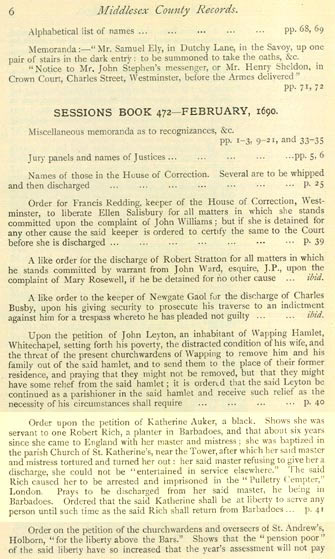 6 Middlesex County Records.
Alphabetical list of names ... ... ... ... ... pp. 68, 69
Memoranda:—"Mr. Samuel Ely, in Dutchy Lane, in the Savoy, up one
pair of stairs in the dark entry: to be summoned to take the oaths, &c.
"Notice to Mr. John Stephen's messenger, or Mr. Henry Sheldon, in
Crown Court, Charles Street, Westminster, before the Armes delivered"
pp. 71, 72
SESSIONS BOOK 472—FEBRUARY, 1690.
Miscellaneous memoranda as to recognizances, &c.
pp. 1-3, 9-21, and 33-35
Jury panels and names of Justices ... ... ... ... ...pp. 5, 6
Names of those in the House of Correction. Several are to be whipped
and then discharged ... ... ... ... ... ... p. 25
Order for Francis Redding, keeper of the House of Correction, West-
minster, to liberate Ellen Salisbury for all matters in which she stands
committed upon the complaint of John Williams; but if she is detained for
any other cause the said keeper is ordered to certify the same to the Court
before she is discharged ... ... ... ... ... ... p. 39
A like order for the discharge of Robert Stratton for all matters in which
he stands committed by warrant from John Ward, esquire, J.P., upon the
complaint of Mary Rosewell, if he be detained for no other cause ... ibid.
A like order to the keeper of Newgate Gaol for the discharge of Charles
Busby, upon his giving security to prosecute his traverse to an indictment
against him for a trespass whereto he has pleaded not guilty ... ... ibid.
Upon the petition of John Leyton, an inhabitant of Wapping Hamlet,
Whitechapel, setting forth his poverty, the distracted condition of his wife, and
the threat of the present churchwardens of Wapping to remove him and his
family out of the said hamlet, and to send them to the place of their former
residence, and praying that they might not be removed, but that they might
have some relief from the said hamlet; it is ordered that the said Leyton be
continued as a parishioner in the said hamlet and receive such relief as the
necessity of his circumstances shall require ... ... ... ... p. 40
Order upon the petition of Katherine Auker, a black. Shows she was
servant to one Robert Rich, a planter in Barbadoes, and that about six years
since she came to England with her master and mistress; she was baptized in
the parish Church of St. Katherine's, near the Tower, after which her said master
and mistress tortured and turned her out; her said master refusing to give her a
discharge, she could not be "entertained in service elsewhere." The said
Rich caused her to be arrested and imprisoned in the "Pulletry Compter,"
London. Prays to be discharged from her said master, he being in
Barbadoes. Ordered that the said Katherine shall be at liberty to serve any
person until such time as the said Rich shall return from Barbadoes... p. 41
Order on the petition of the churchwardens and overseers of St. Andrew's,
Holborn, "for the liberty above the Bars." Shows that the "pension poor"
of the said liberty have so increased that the year's assessment will not pay